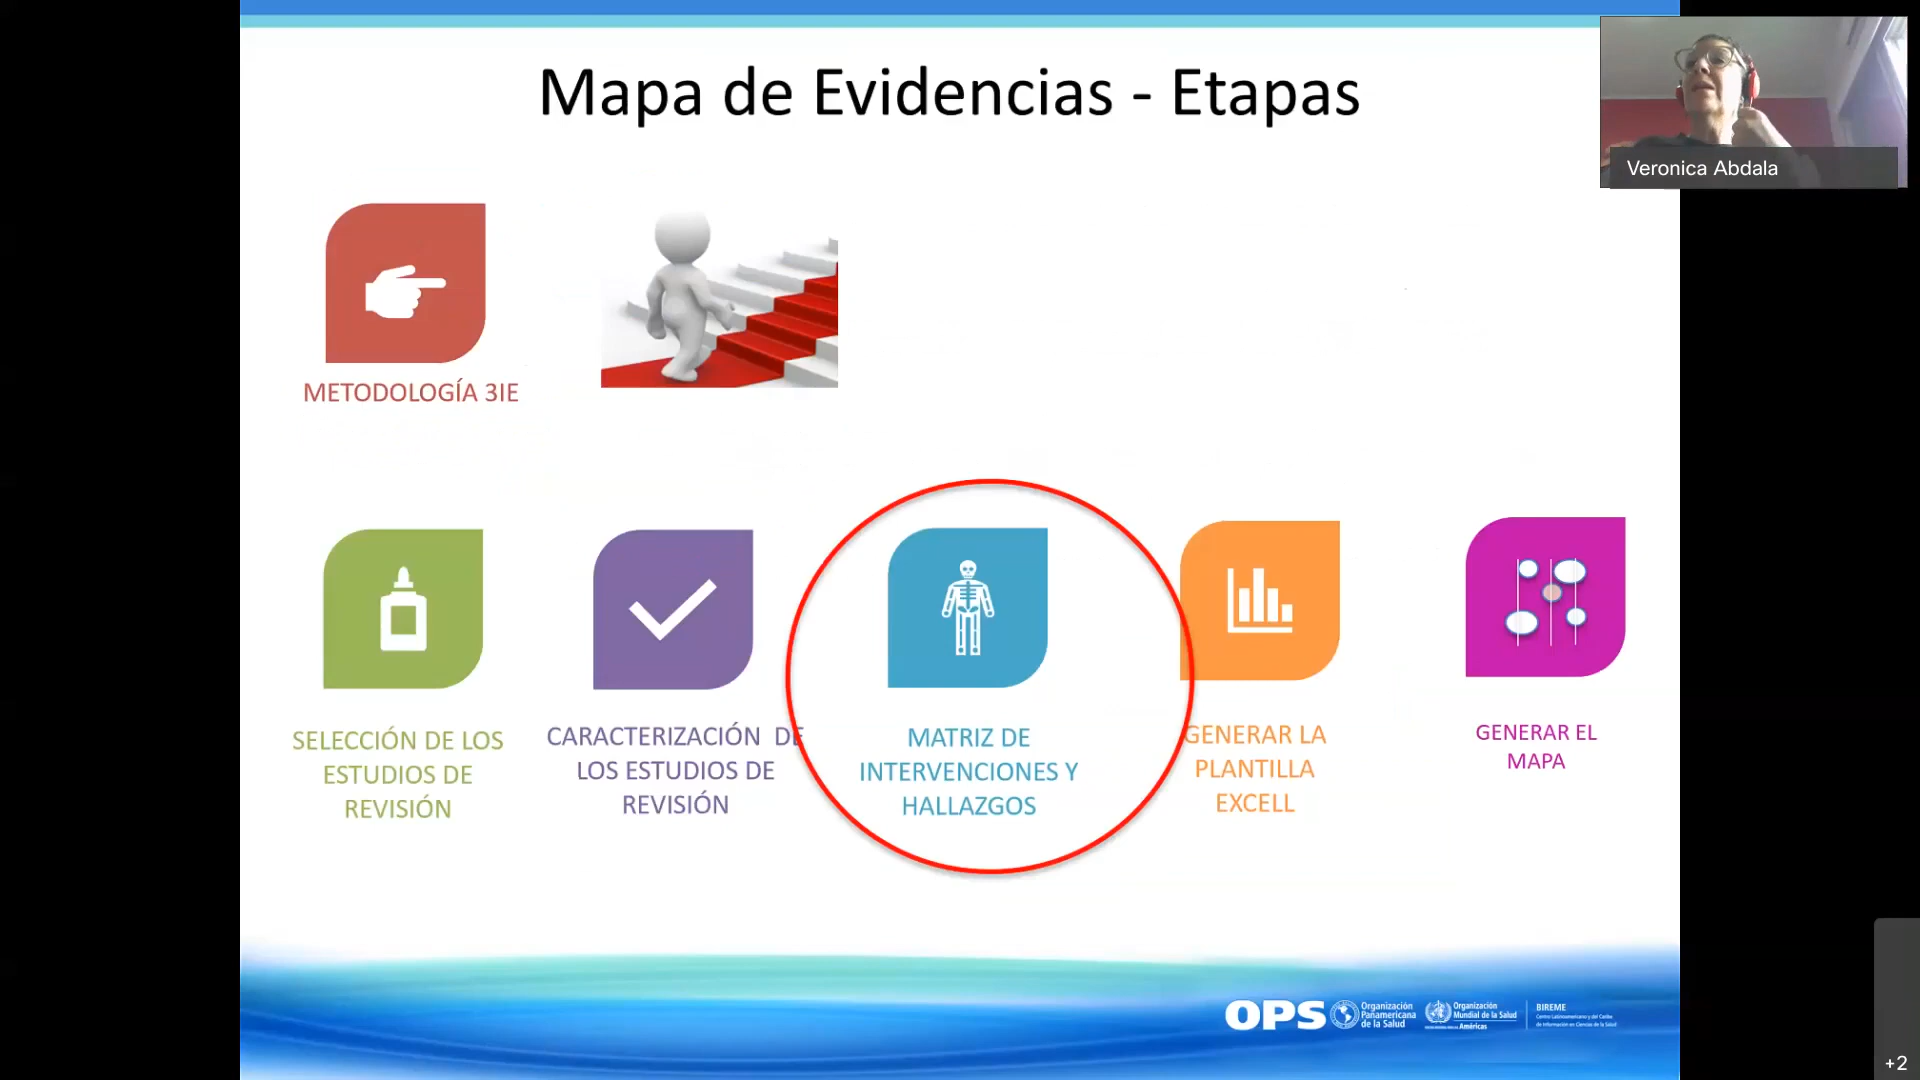 Mapa de Evidencias - Etapas
Veronica Abdala
METODOLOGÍA 3IE
SELECCIÓN DE LOS
ESTUDIOS DE
REVISIÓN
CARACTERIZACIÓN DE
LOS ESTUDIOS DE
REVISIÓN
MATRIZ DE
INTERVENCIONES Y
HALLAZGOS
GENERAR LA
PLANTILLA
EXCELL
GENERAR EL
MAPA
OPS
Organización
Panamericana
de la Salud
Organización
Mundial de la Salud
Américas
BIREME
Centro Latinoamericano y del Caribe
de Información en Ciencias de la Salud
+2